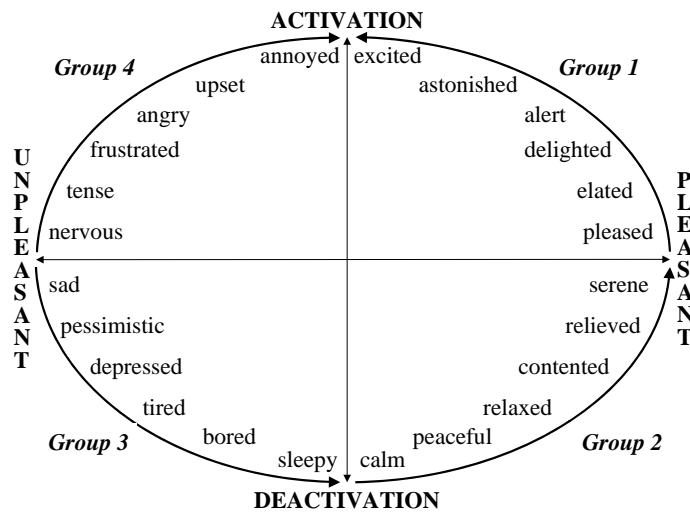 ACTIVATION
Group 4
annoyed
excited
Group 1
upset
astonished
angry
alert
frustrated
delighted
tense
elated
nervous
pleased
UNPLEASANT
PLEASANT
sad
serene
pessimistic
relieved
depressed
contented
tired
relaxed
Group 3
bored
peaceful
Group 2
sleepy
calm
DEACTIVATION